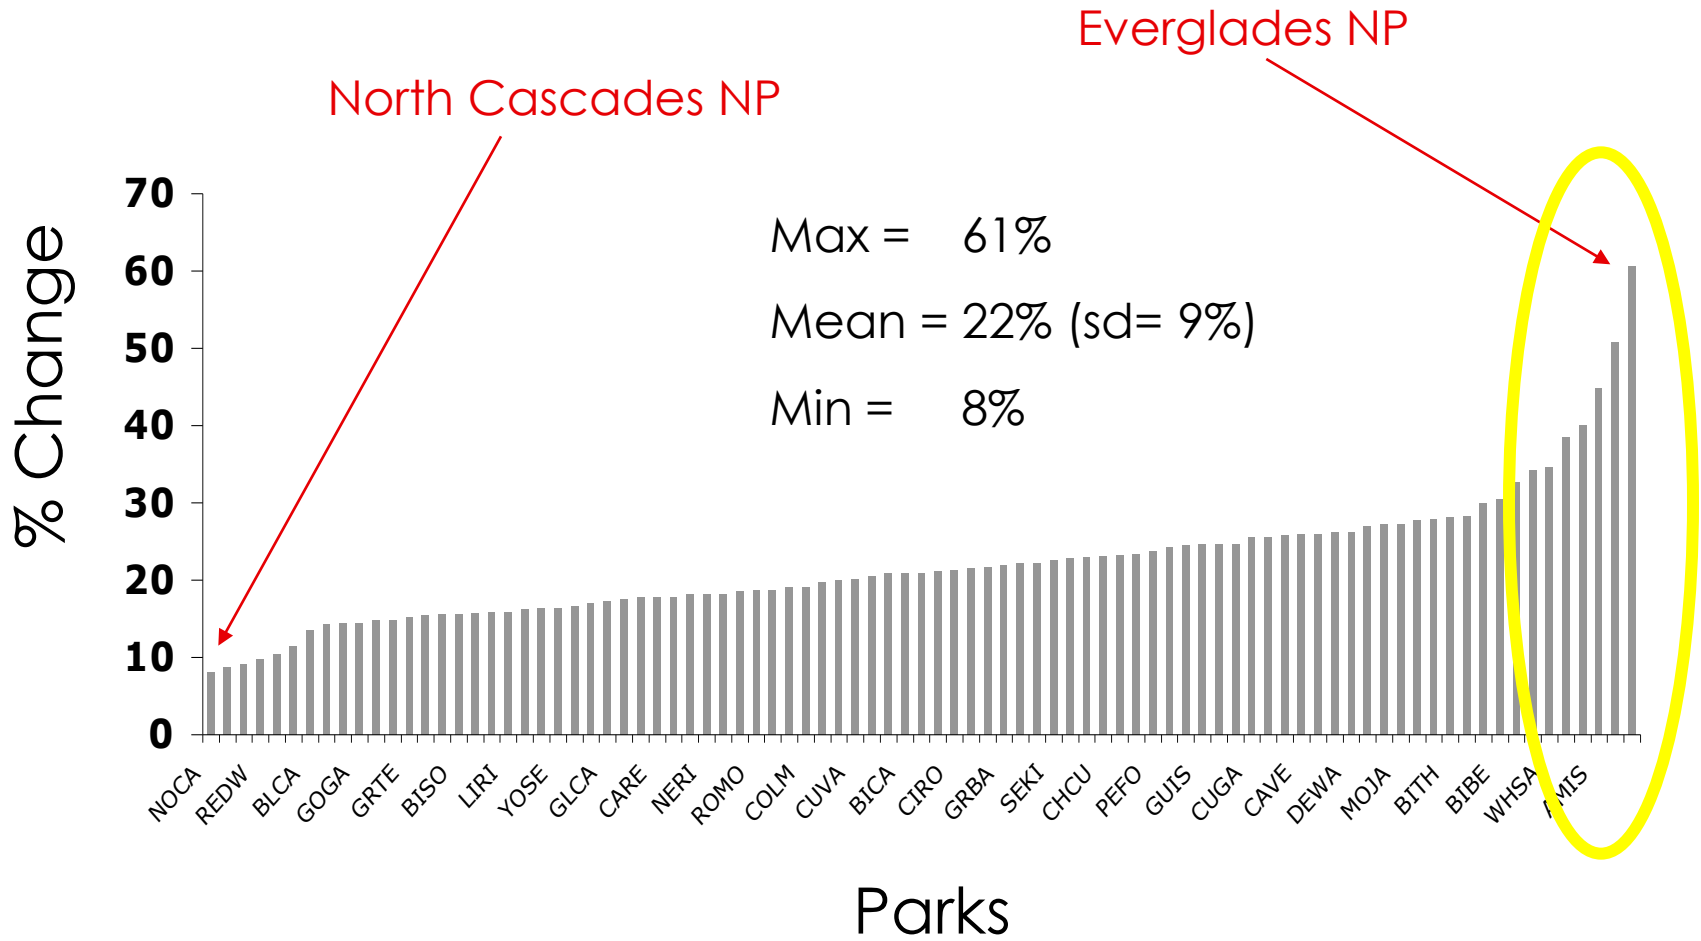 Everglades NP
North Cascades NP
% Change
70
60
50
40
30
20
10
0
Max = 61%
Mean = 22% (sd= 9%)
Min = 8%
NOCA
REDW
BLCA
GOGA
GRTE
BISO
LIRI
YOSE
GLCA
CARE
NERI
ROMO
COLM
CUVA
BICA
CIRO
GRBA
SEKI
CHCU
PEFO
GUIS
CUGA
CAVE
DEWA
MOJA
BITH
BIBE
WHSA
AMIS
Parks